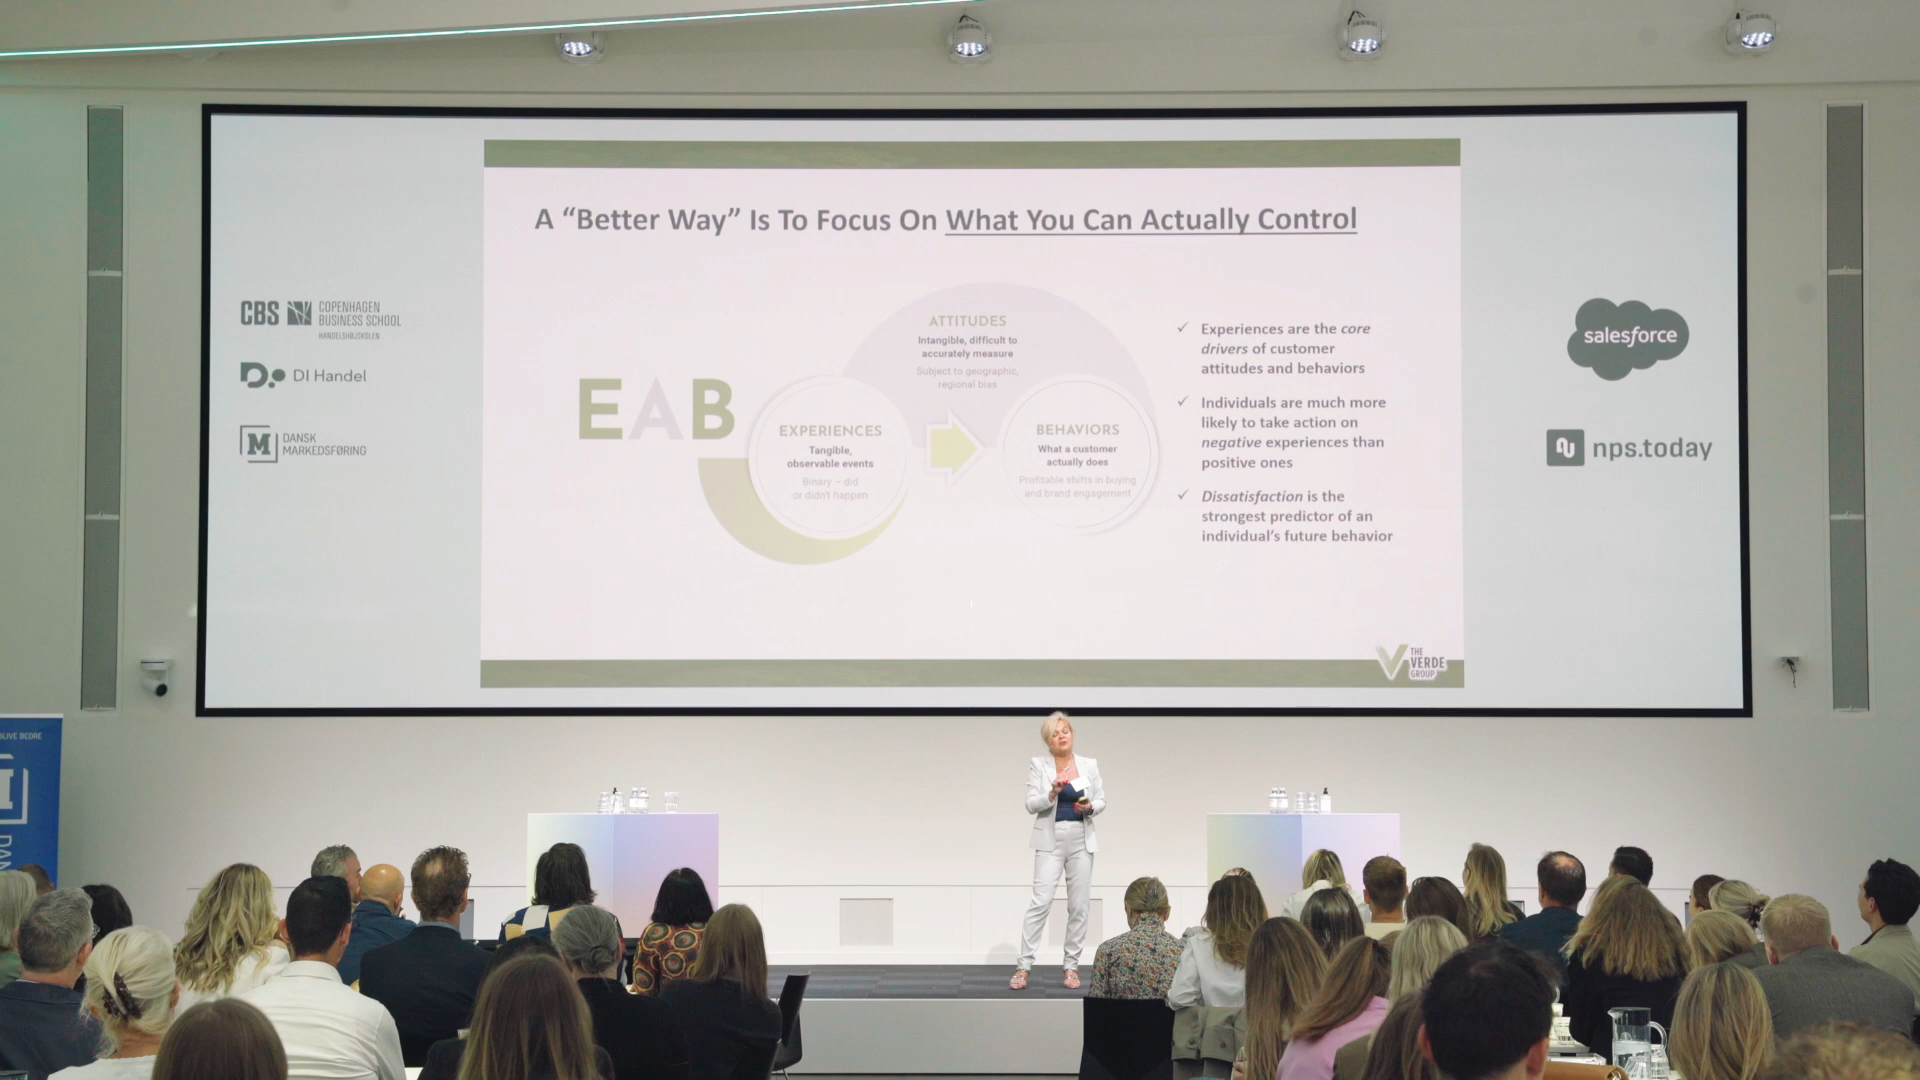 A “Better Way” Is To Focus On What You Can Actually Control
CBS COPENHAGEN
BUSINESS SCHOOL
HANDELSHØJSKOLEN
DI Handel
M DANSK
MARKEDSFØRING
EAB
ATTITUDES
Intangible, difficult to
accurately measure
Subject to geographic,
regional bias
EXPERIENCES
Tangible,
observable events
Binary – did
or didn't happen
BEHAVIORS
What a customer
actually does
Profitable shifts in buying
and brand engagement
✓ Experiences are the core
drivers of customer
attitudes and behaviors
✓ Individuals are much more
likely to take action on
negative experiences than
positive ones
✓ Dissatisfaction is the
strongest predictor of an
individual's future behavior
THE
VERDE
GROUP
salesforce
nps.today
BLIVE BEDRE
DAN